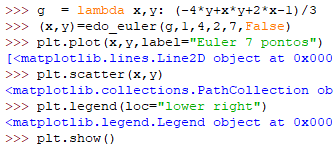 >>> g  = lambda x,y: (-4*y+x*y+2*x-1)/3
>>> (x,y)=edo_euler(g,1,4,2,7,False)
>>> plt.plot(x,y,label="Euler 7 pontos")
[<matplotlib.lines.Line2D object at 0x000
>>> plt.scatter(x,y)
<matplotlib.collections.PathCollection ob
>>> plt.legend(loc="lower right")
<matplotlib.legend.Legend object at 0x000
>>> plt.show()